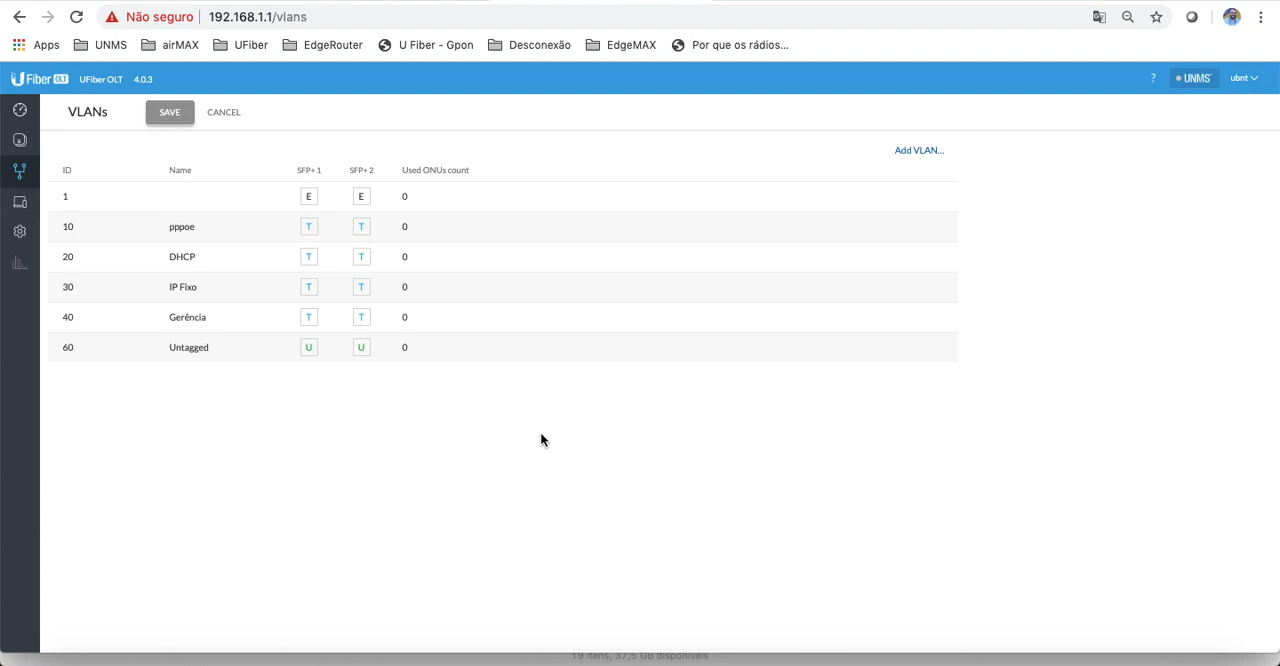 Não seguro 192.168.1.1/vlans
Apps UNMS airMAX UFiber EdgeRouter U Fiber - Gpon Desconexão EdgeMAX Por que os rádios...
U Fiber OLT UFiber OLT 4.0.3 ? UNMS ubnt
VLANs SAVE CANCEL
Add VLAN...
ID Name SFP+ 1 SFP+ 2 Used ONUs count
1 E E 0
10 pppoe T T 0
20 DHCP T T 0
30 IP Fixo T T 0
40 Gerência T T 0
60 Untagged U U 0
19 itens, 37,5 GB disponíveis